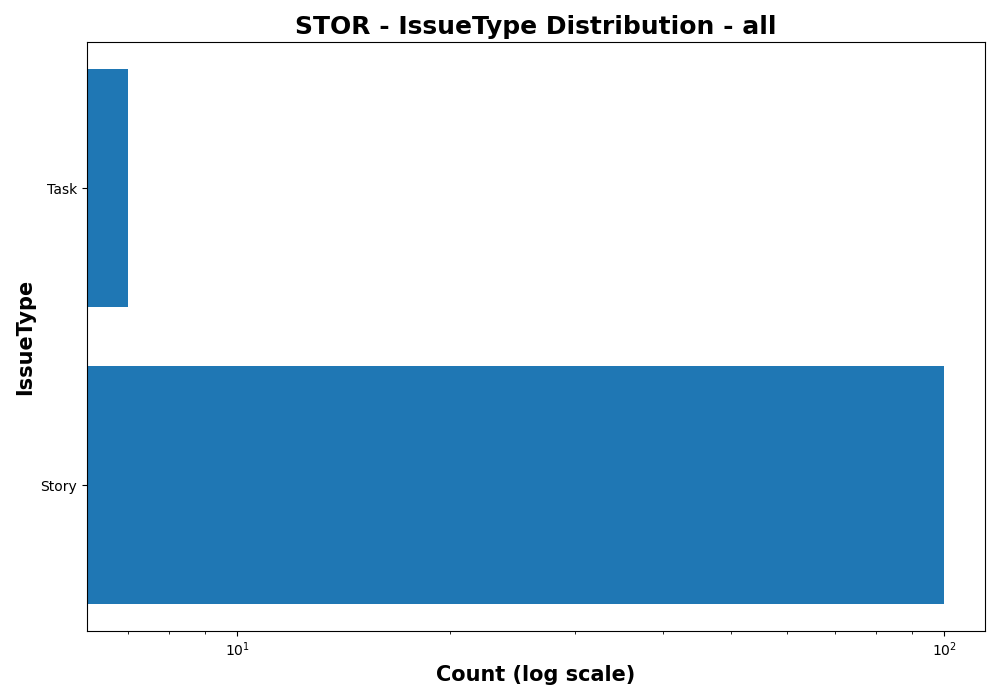 STOR - IssueType Distribution - all
Task
IssueType
Story
10¹
10²
Count (log scale)